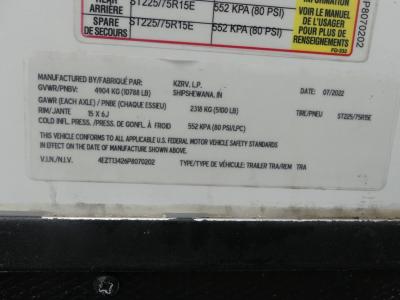 REAR
ARRIÈRE ST225/75R15E 552 KPA (80 PSI)
SPARE
DE SECOURS ST225/75R15E 552 KPA (80 PSI)
INFORMATION
VOIR LE MANUEL
DE L'USAGER
POUR PLUS DE
RENSEIGNEMENTS
P8070202
MANUFACTURED BY/FABRIQUÉ PAR: KZRV. L.P. 07/2022
GVWR/PNBV: 4904 KG (10788 LB) SHIPSHEWANA, IN
GAWR (EACH AXLE) / PNBE (CHAQUE ESSEU) 2318 KG (5100 LB)
RIM/JANTE 15 X 6J TIRE/PNEU ST225/75R15E
COLD INFL. PRESS./PRESS. DE GONFL. À FROID 552 KPA (80 PSI/LPC)
THIS VEHICLE CONFORMS TO ALL APPLICABLE U.S. FEDERAL MOTOR VEHICLE SAFETY STANDARDS
IN EFFECT ON THE DATE OF MANUFACTURE SHOWN ABOVE.
V.I.N./N.I.V. 4EZT13426P8070202 TYPE/TYPE DE VÉHICULE: TRAILER TRA/REM TRA